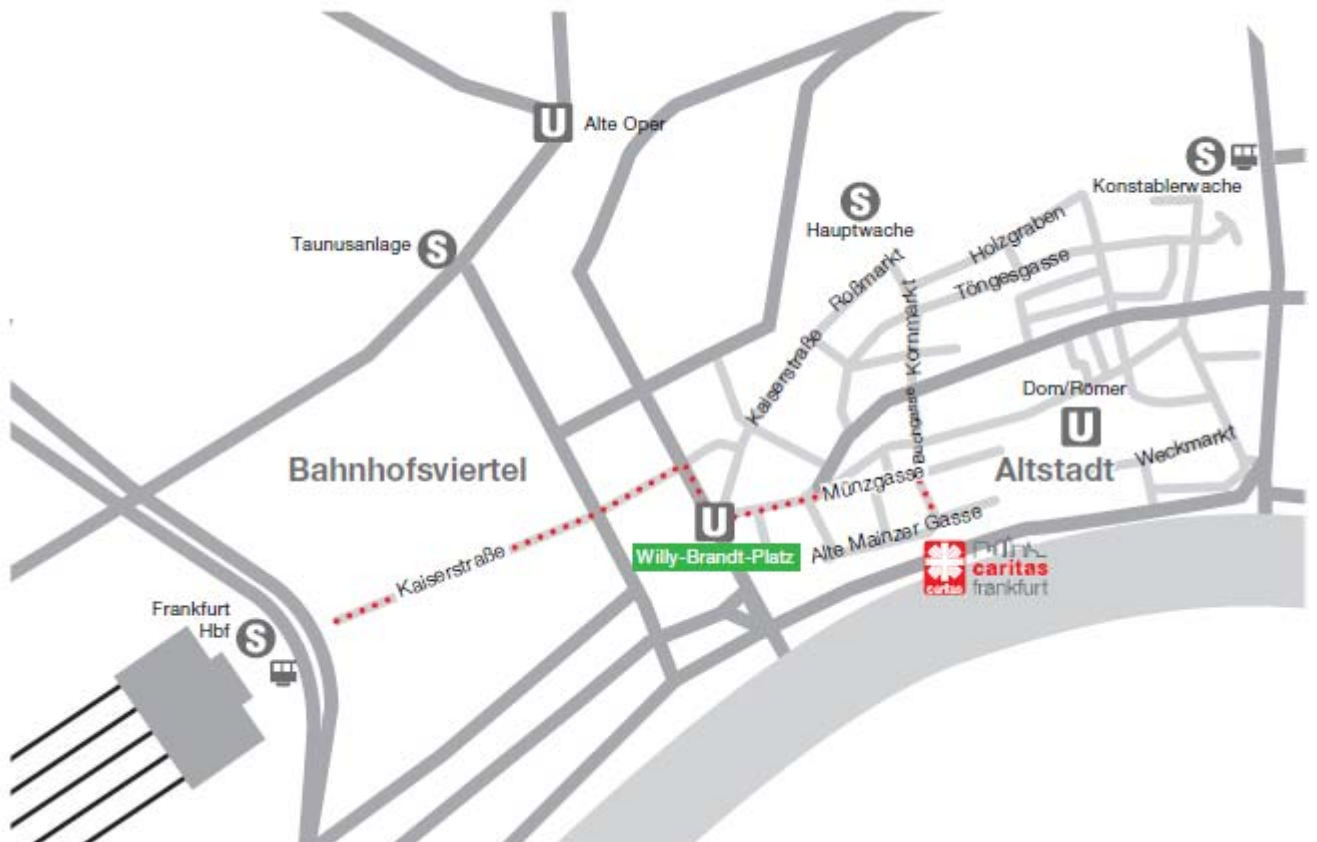 U Alte Oper
S
Konstablerwache
S
Hauptwache
Taunusanlage S
Holzgraben
Töngesgasse
Roßmarkt
Kornmarkt
Kaiserstraße
Buchgasse
Dom/Römer
U
Weckmarkt
Bahnhofsviertel
Altstadt
Münzgasse
U
Willy-Brandt-Platz
Alte Mainzer Gasse
Kaiserstraße
caritas
caritas
frankfurt
Frankfurt
Hbf S